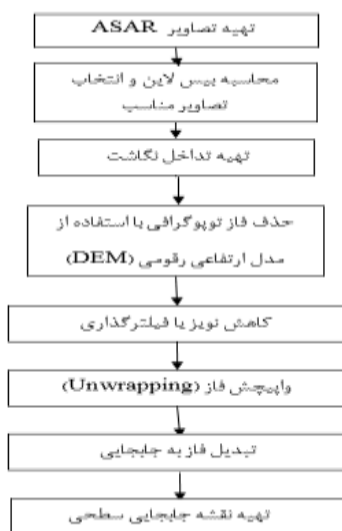 تهیه تصاویر ASAR
محاسبه بیس لاین و انتخاب
تصاویر مناسب
تهیه تداخل نگاشت
حذف فاز توپوگرافی با استفاده از
مدل ارتفاعی رقومی (DEM)
کاهش نویز با فیلترگذاری
واپیچش فاز (Unwrapping)
تبدیل فاز به جابجایی
تهیه نقشه جابجایی سطحی